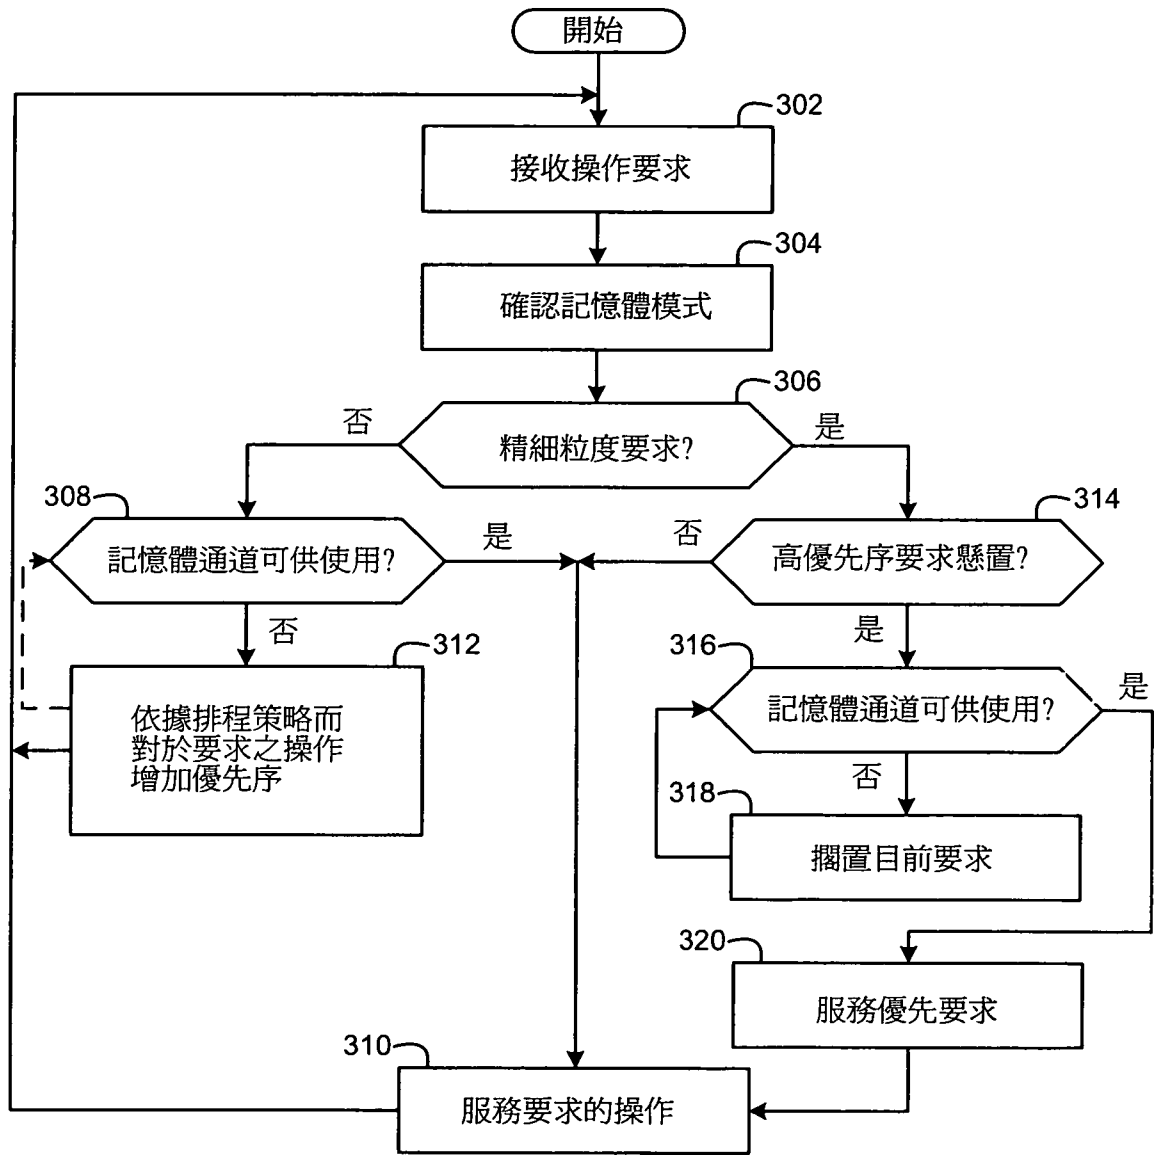 開始
302
接收操作要求
304
確認記憶體模式
306
否
是
精細粒度要求?
308
314
記憶體通道可供使用?
是
否
高優先序要求懸置?
否
是
312
316
是
依據排程策略而
對於要求之操作
增加優先序
記憶體通道可供使用?
否
318
擱置目前要求
320
服務優先要求
310
服務要求的操作